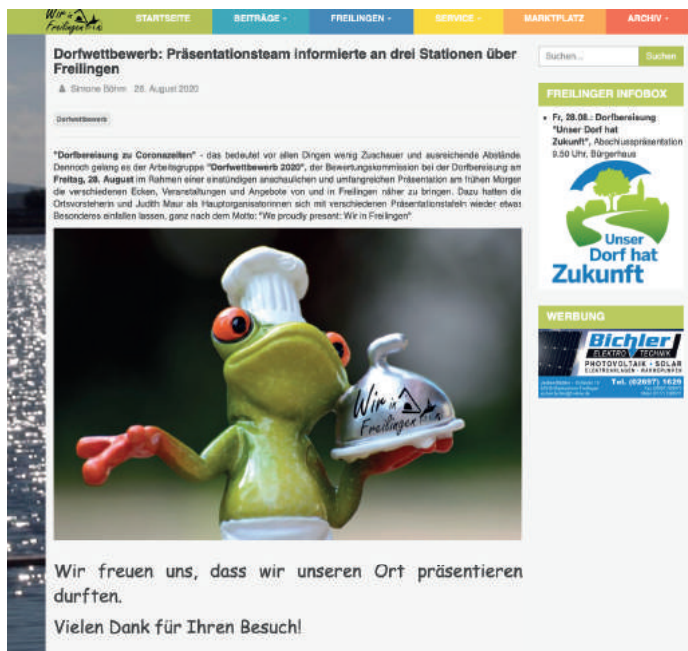 Wir in
Freilingen
STARTSEITE
BEITRÄGE
FREILINGEN
SERVICE
MARKTPLATZ
ARCHIV
Dorfwettbewerb: Präsentationsteam informierte an drei Stationen über
Freilingen
Simone Böhm 28. August 2020
Dorfwettbewerb
"Dorfbereisung zu Coronazeiten" - das bedeutet vor allen Dingen wenig Zuschauer und ausreichende Abstände.
Dennoch gelang es der Arbeitsgruppe "Dorfwettbewerb 2020", der Bewertungskommission bei der Dorfbereisung am
Freitag, 28. August im Rahmen einer einstündigen anschaulichen und umfangreichen Präsentation am frühen Morgen
die verschiedenen Ecken, Veranstaltungen und Angebote von und in Freilingen näher zu bringen. Dazu hatten die
Ortsvorsteherin und Judith Maur als Hauptorganisatorinnen sich mit verschiedenen Präsentationstafeln wieder etwas
Besonderes einfallen lassen, ganz nach dem Motto: "We proudly present: Wir in Freilingen"
Wir in
Freilingen
Wir freuen uns, dass wir unseren Ort präsentieren
durften.
Vielen Dank für Ihren Besuch!
Suchen...
Suchen
FREILINGER INFOBOX
• Fr, 28.08.: Dorfbereisung
"Unser Dorf hat
Zukunft", Abschlusspräsentation
9.50 Uhr, Bürgerhaus
Unser
Dorf hat
Zukunft
WERBUNG
Bichler
ELEKTRO TECHNIK
PHOTOVOLTAIK - SOLAR
ELEKTROANLAGEN - WÄRMEPUMPEN
Tel. (02697) 1629